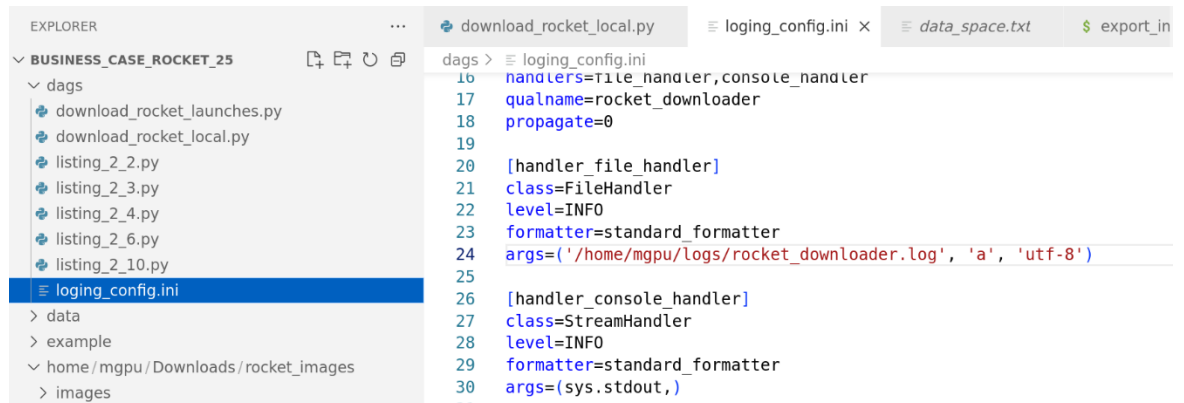 EXPLORER ...
BUSINESS_CASE_ROCKET_25
dags
download_rocket_launches.py
download_rocket_local.py
listing_2_2.py
listing_2_3.py
listing_2_4.py
listing_2_6.py
listing_2_10.py
loging_config.ini
data
example
home/mgpu/Downloads/rocket_images
images
download_rocket_local.py loging_config.ini data_space.txt $ export_in
dags > loging_config.ini
16 handlers=file_handler,console_handler
17 qualname=rocket_downloader
18 propagate=0
19
20 [handler_file_handler]
21 class=FileHandler
22 level=INFO
23 formatter=standard_formatter
24 args=('/home/mgpu/logs/rocket_downloader.log', 'a', 'utf-8')
25
26 [handler_console_handler]
27 class=StreamHandler
28 level=INFO
29 formatter=standard_formatter
30 args=(sys.stdout,)